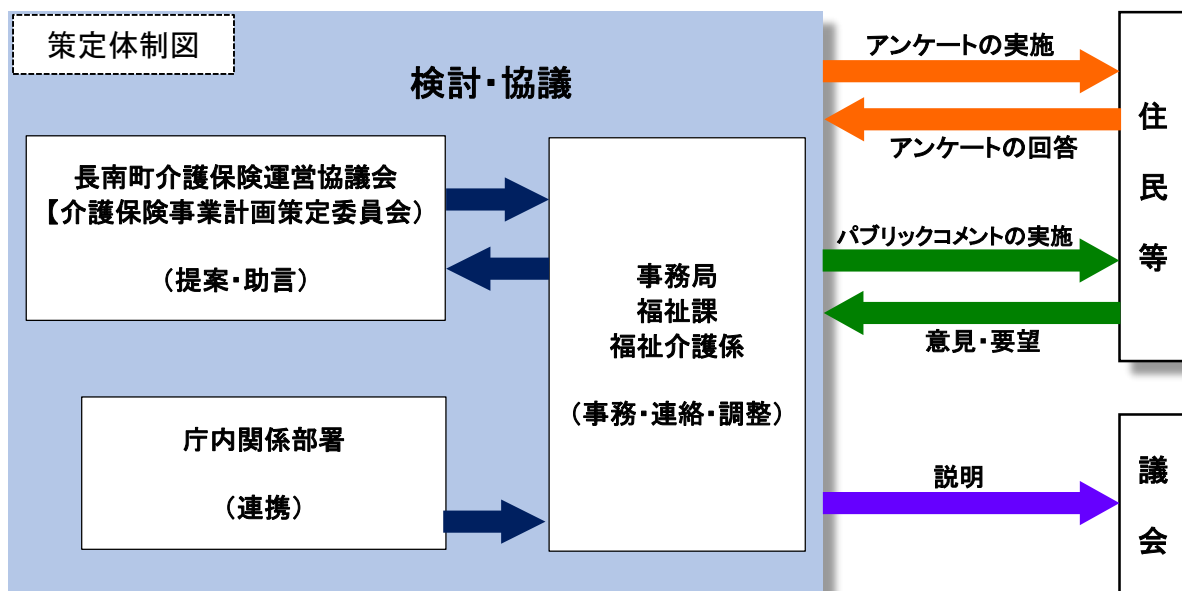 策定体制図
検討・協議
長南町介護保険運営協議会
【介護保険事業計画策定委員会）
（提案・助言）
庁内関係部署
（連携）
事務局
福祉課
福祉介護係
（事務・連絡・調整）
アンケートの実施
アンケートの回答
パブリックコメントの実施
意見・要望
説明
住民等
議会